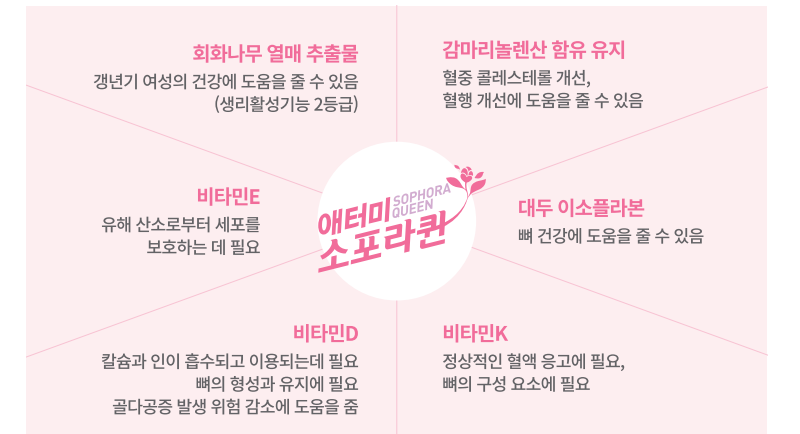 회화나무 열매 추출물
갱년기 여성의 건강에 도움을 줄 수 있음
(생리활성기능 2등급)
감마리놀렌산 함유 유지
혈중 콜레스테롤 개선,
혈행 개선에 도움을 줄 수 있음
비타민E
유해 산소로부터 세포를
보호하는 데 필요
애터미 SOPHORA QUEEN
소포라퀸
대두 이소플라본
뼈 건강에 도움을 줄 수 있음
비타민D
칼슘과 인이 흡수되고 이용되는데 필요
뼈의 형성과 유지에 필요
골다공증 발생 위험 감소에 도움을 줌
비타민K
정상적인 혈액 응고에 필요,
뼈의 구성 요소에 필요